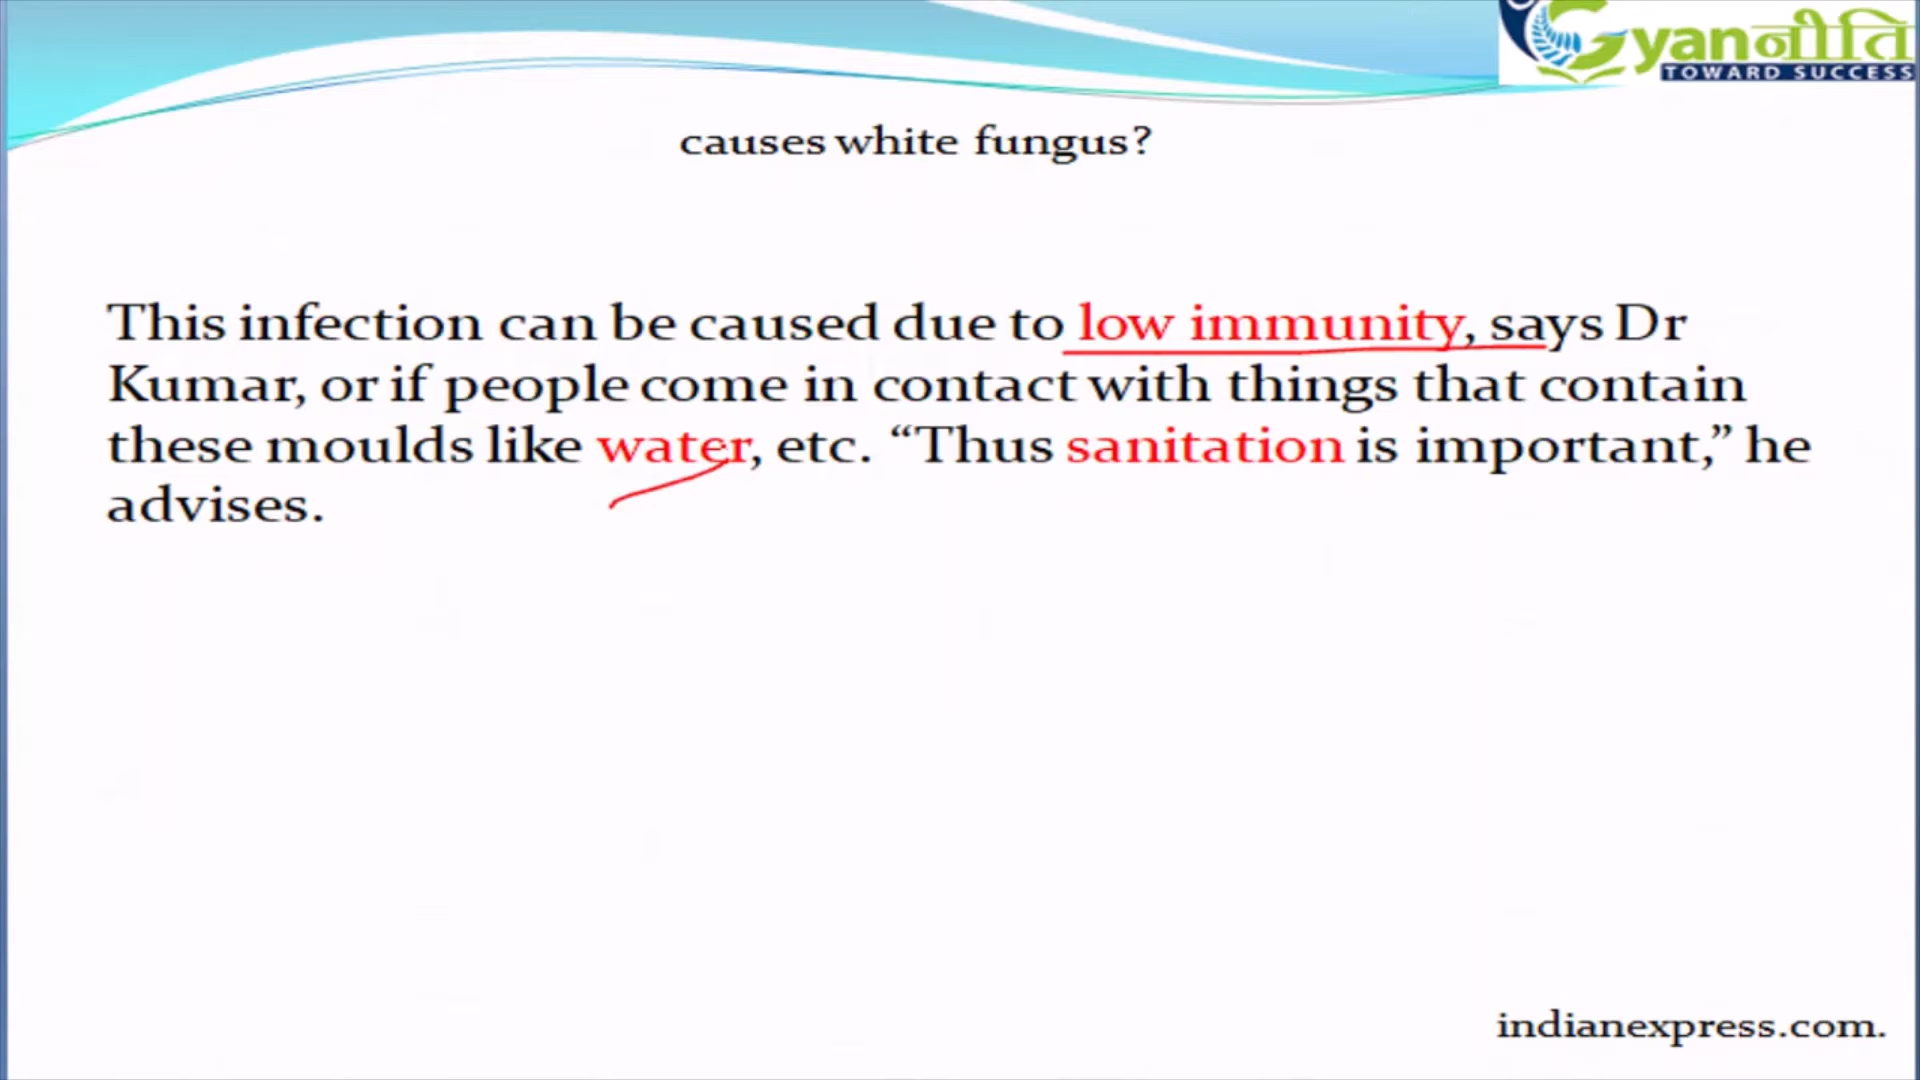 Gyanनीति
TOWARD SUCCESS
causes white fungus?
This infection can be caused due to low immunity, says Dr
Kumar, or if people come in contact with things that contain
these moulds like water, etc. “Thus sanitation is important,” he
advises.
indianexpress.com.